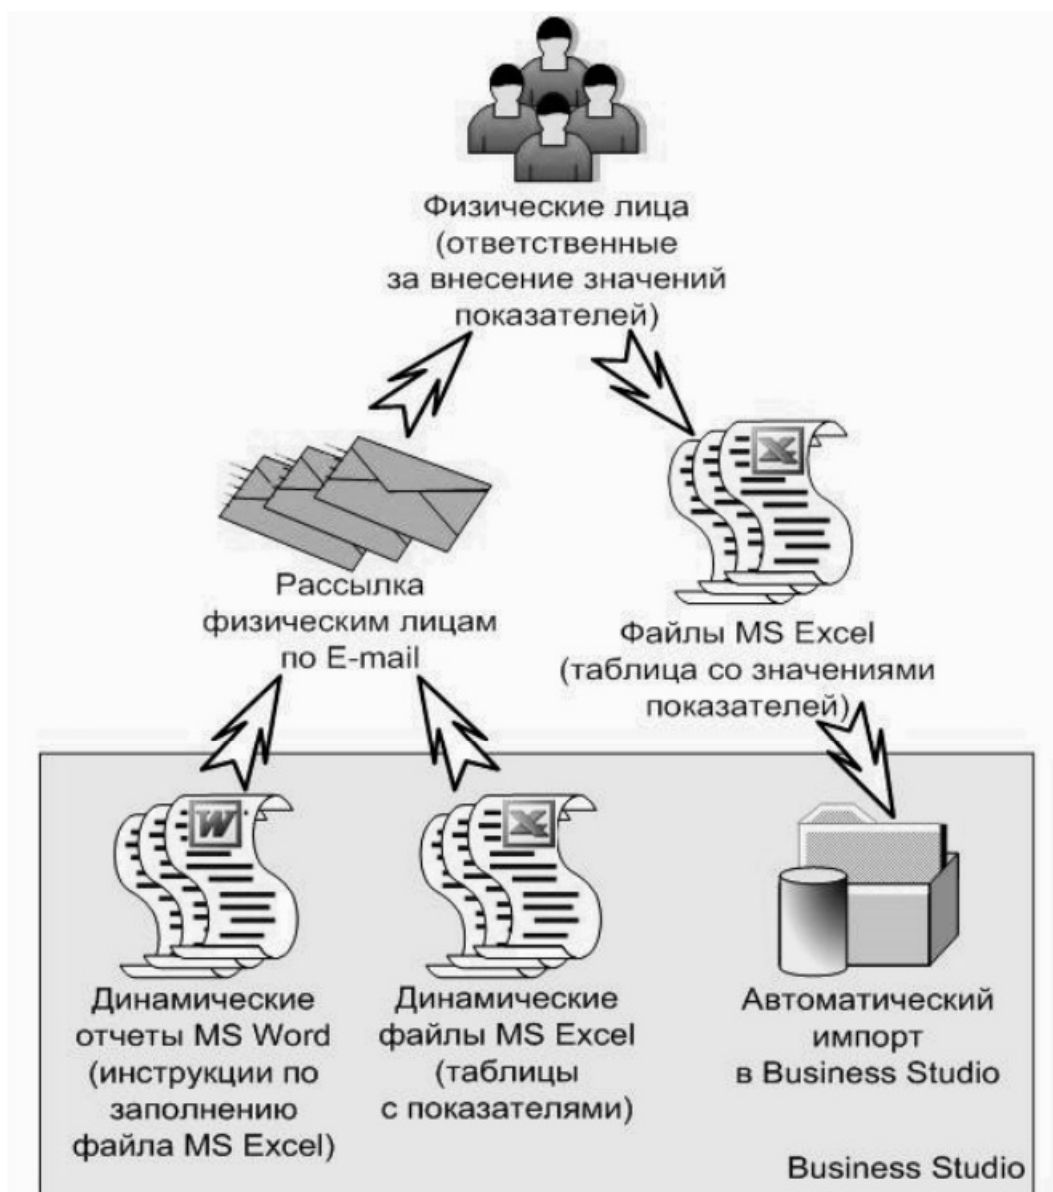 Физические лица
(ответственные
за внесение значений
показателей)
Рассылка
физическим лицам
по E-mail
Файлы MS Excel
(таблица со значениями
показателей)
Динамические
отчеты MS Word
(инструкции по
заполнению
файла MS Excel)
Динамические
файлы MS Excel
(таблицы
с показателями)
Автоматический
импорт
в Business Studio
Business Studio